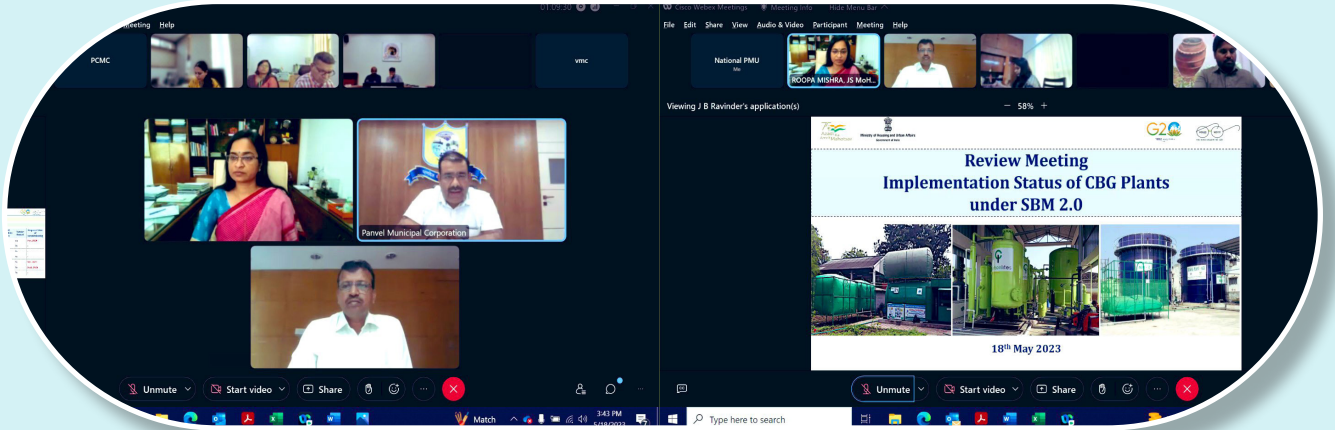 01:09:30
Meeting Help
PCMC
vmc
Panvel Municipal Corporation
Unmute
Start video
Share
Match
3:43 PM
5/18/2023
Cisco Webex Meetings
Meeting Info
Hide Menu Bar
File Edit Share View Audio & Video Participant Meeting Help
National PMU
Me
ROOPA MISHRA, JS MoH...
Viewing J B Ravinder's application(s)
58%
Ministry of Housing and Urban Affairs
Government of India
G20
Review Meeting
Implementation Status of CBG Plants
under SBM 2.0
18th May 2023
Unmute
Start video
Share
Type here to search